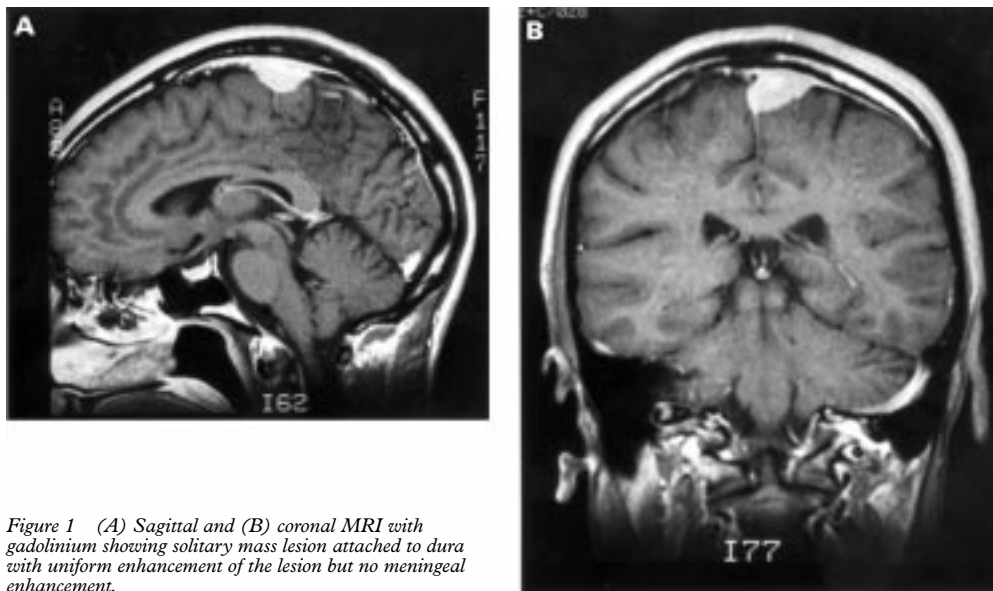 A
I62
E+C/028
B
I77
Figure 1 (A) Sagittal and (B) coronal MRI with
gadolinium showing solitary mass lesion attached to dura
with uniform enhancement of the lesion but no meningeal
enhancement.